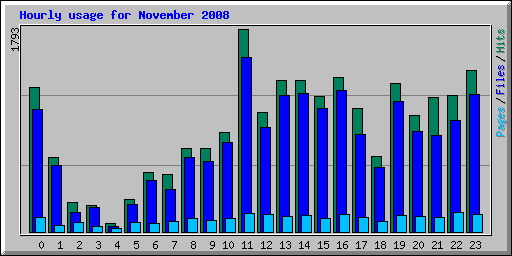 Hourly usage for November 2008
1793
Pages / Files / Hits
0 1 2 3 4 5 6 7 8 9 10 11 12 13 14 15 16 17 18 19 20 21 22 23